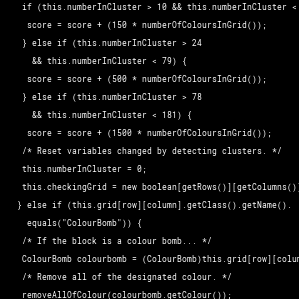 if (this.numberInCluster > 10 && this.numberInCluster <
score = score + (150 * numberOfColoursInGrid());
} else if (this.numberInCluster > 24
&& this.numberInCluster < 79) {
score = score + (500 * numberOfColoursInGrid());
} else if (this.numberInCluster > 78
&& this.numberInCluster < 181) {
score = score + (1500 * numberOfColoursInGrid());
/* Reset variables changed by detecting clusters. */
this.numberInCluster = 0;
this.checkingGrid = new boolean[getRows()][getColumns()]
} else if (this.grid[row][column].getClass().getName().
equals("ColourBomb")) {
/* If the block is a colour bomb... */
ColourBomb colourbomb = (ColourBomb)this.grid[row][colum
/* Remove all of the designated colour. */
removeAllOfColour(colourbomb.getColour());